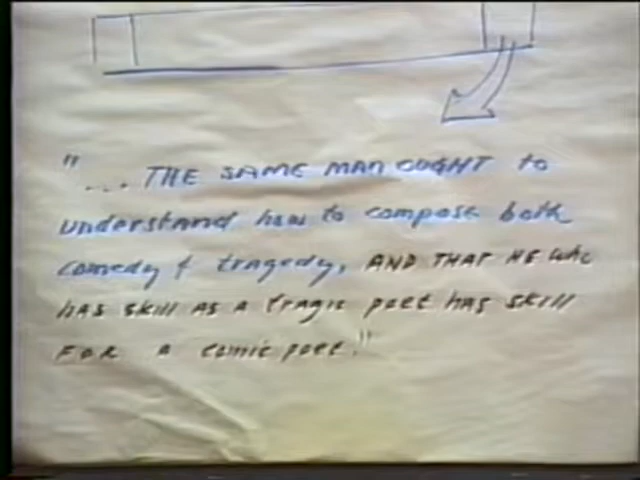 "... THE SAME MAN OUGHT to
understand how to compose both
comedy & tragedy, AND THAT HE WHO
HAS SKILL AS A tragic poet has skill
FOR a comic poet."